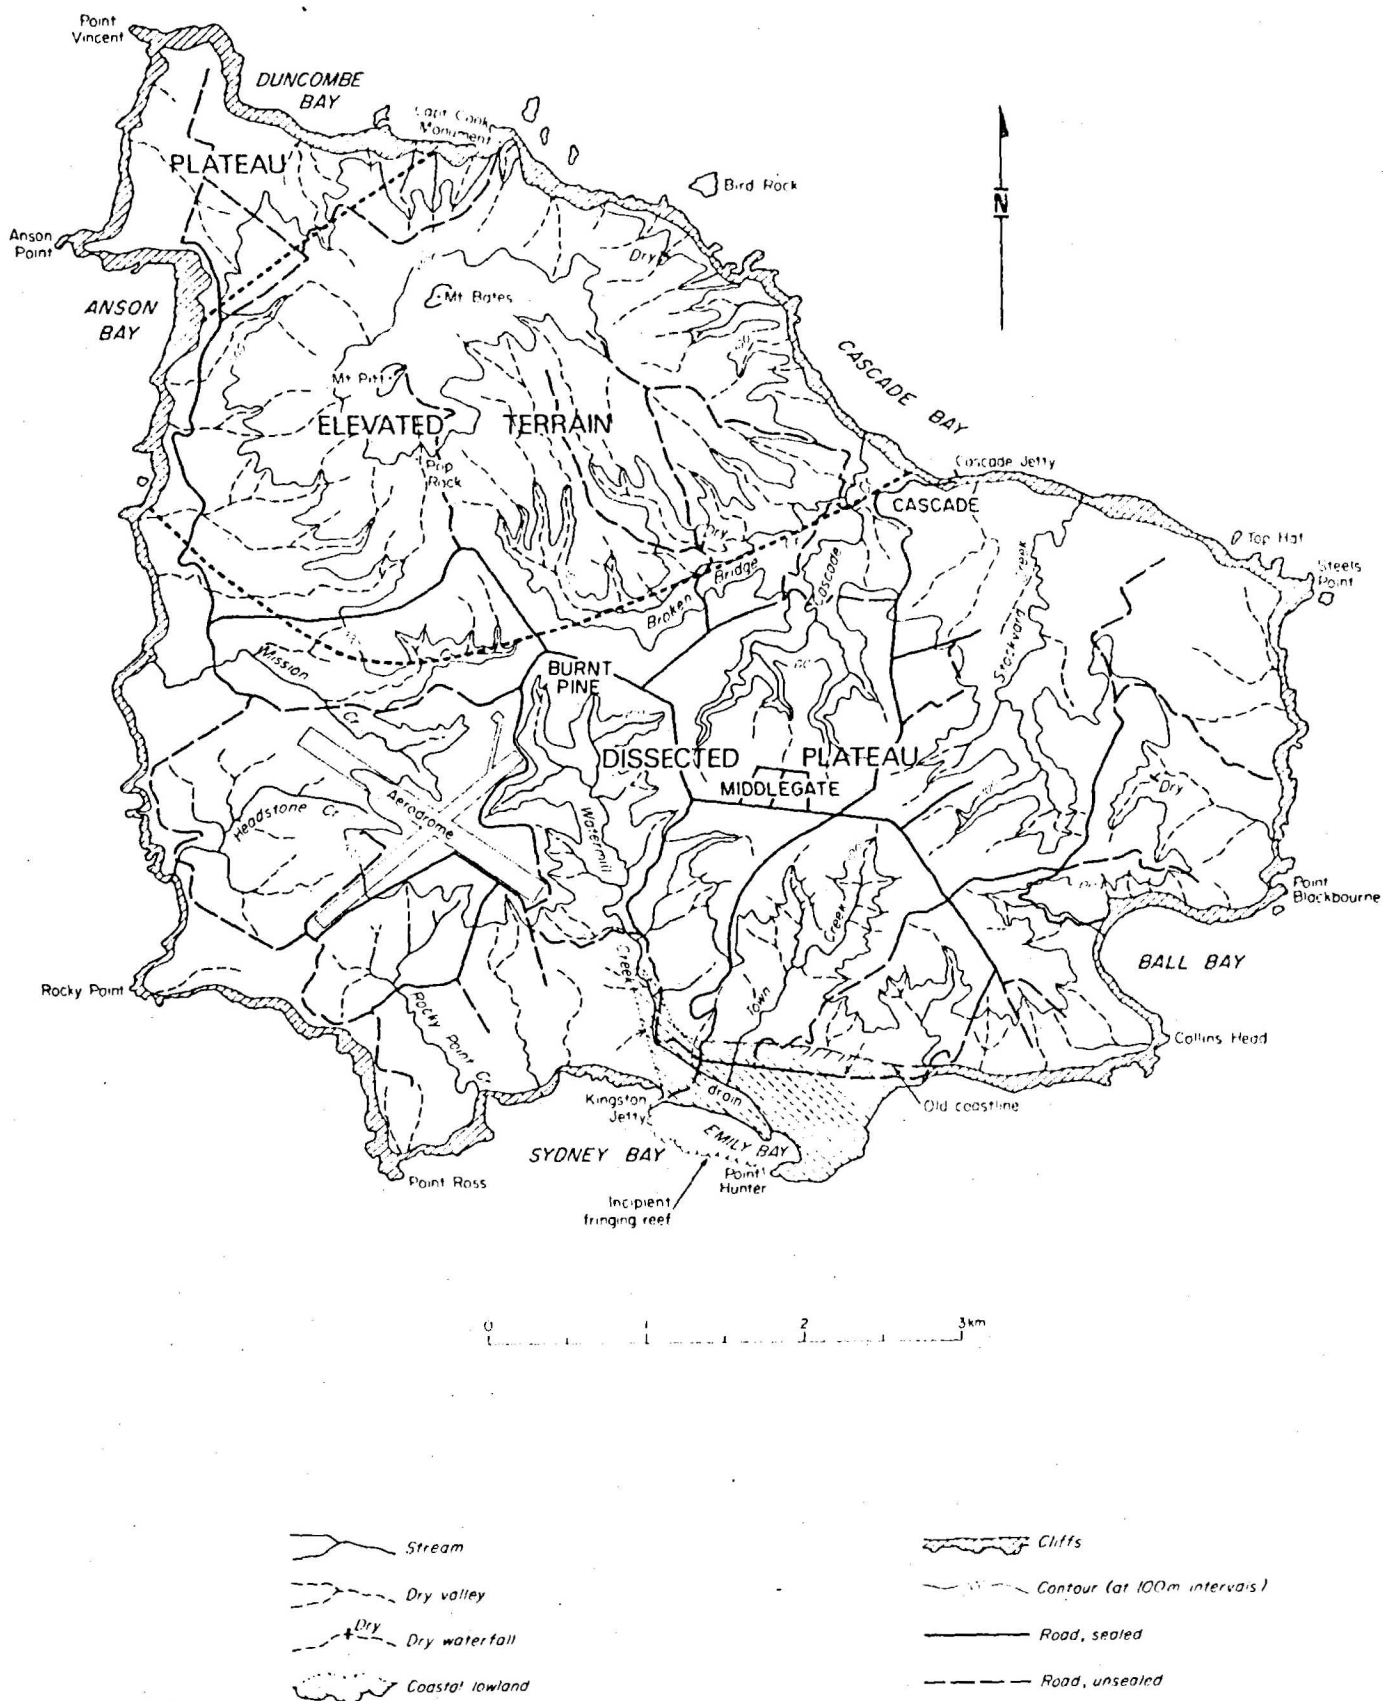 Point
Vincent
DUNCOMBE
BAY
Capt Cook
Monument
PLATEAU
Bird Rock
N
Anson
Point
Dry
ANSON
BAY
Mt Bates
CASCADE BAY
Mt Pitt
ELEVATED TERRAIN
Pop
Rock
Cascade Jetty
CASCADE
Dry
Top Hat
Steels
Point
Bridge
Broken
Cascade
Creek
Stockyard
Mission
Cr
BURNT
PINE
DISSECTED PLATEAU
MIDDLEGATE
Aerodrome
Headstone Cr
Watermill
Creek
Dry
Point
Blackbourne
BALL BAY
Creek
Town
Rocky Point
Rocky Point
Cr
Collins Head
Kingston
Jetty
drain
Old coastline
EMILY BAY
SYDNEY BAY
Point
Hunter
Point Ross
Incipient
fringing reef
0 1 2 3km
Stream
Dry valley
Dry
Dry waterfall
Coastal lowland
Cliffs
Contour (at 100m intervals)
Road, sealed
Road, unsealed